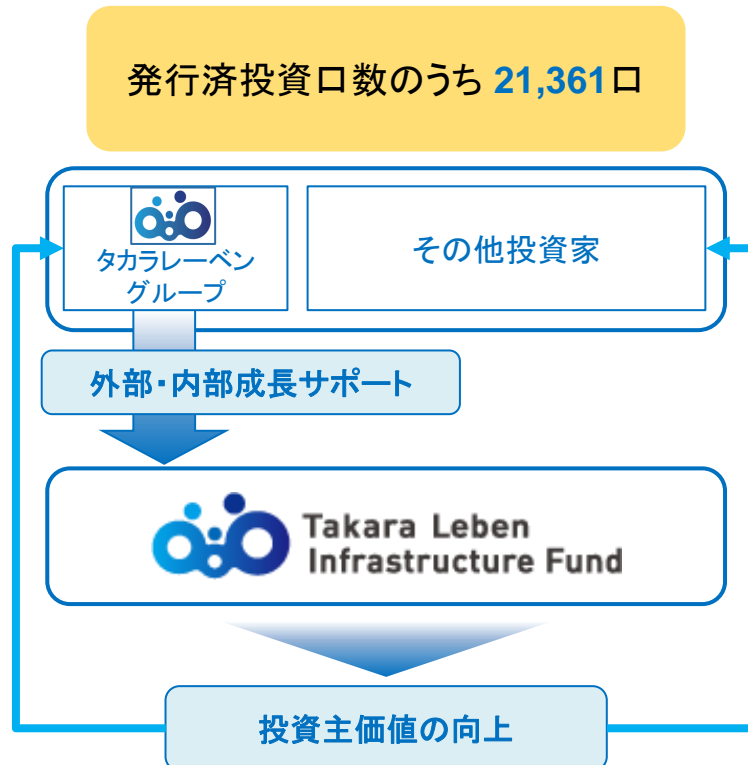 発行済投資口数のうち 21,361口
タカラレーベン
グループ
その他投資家
外部・内部成長サポート
Takara Leben
Infrastructure Fund
投資主価値の向上